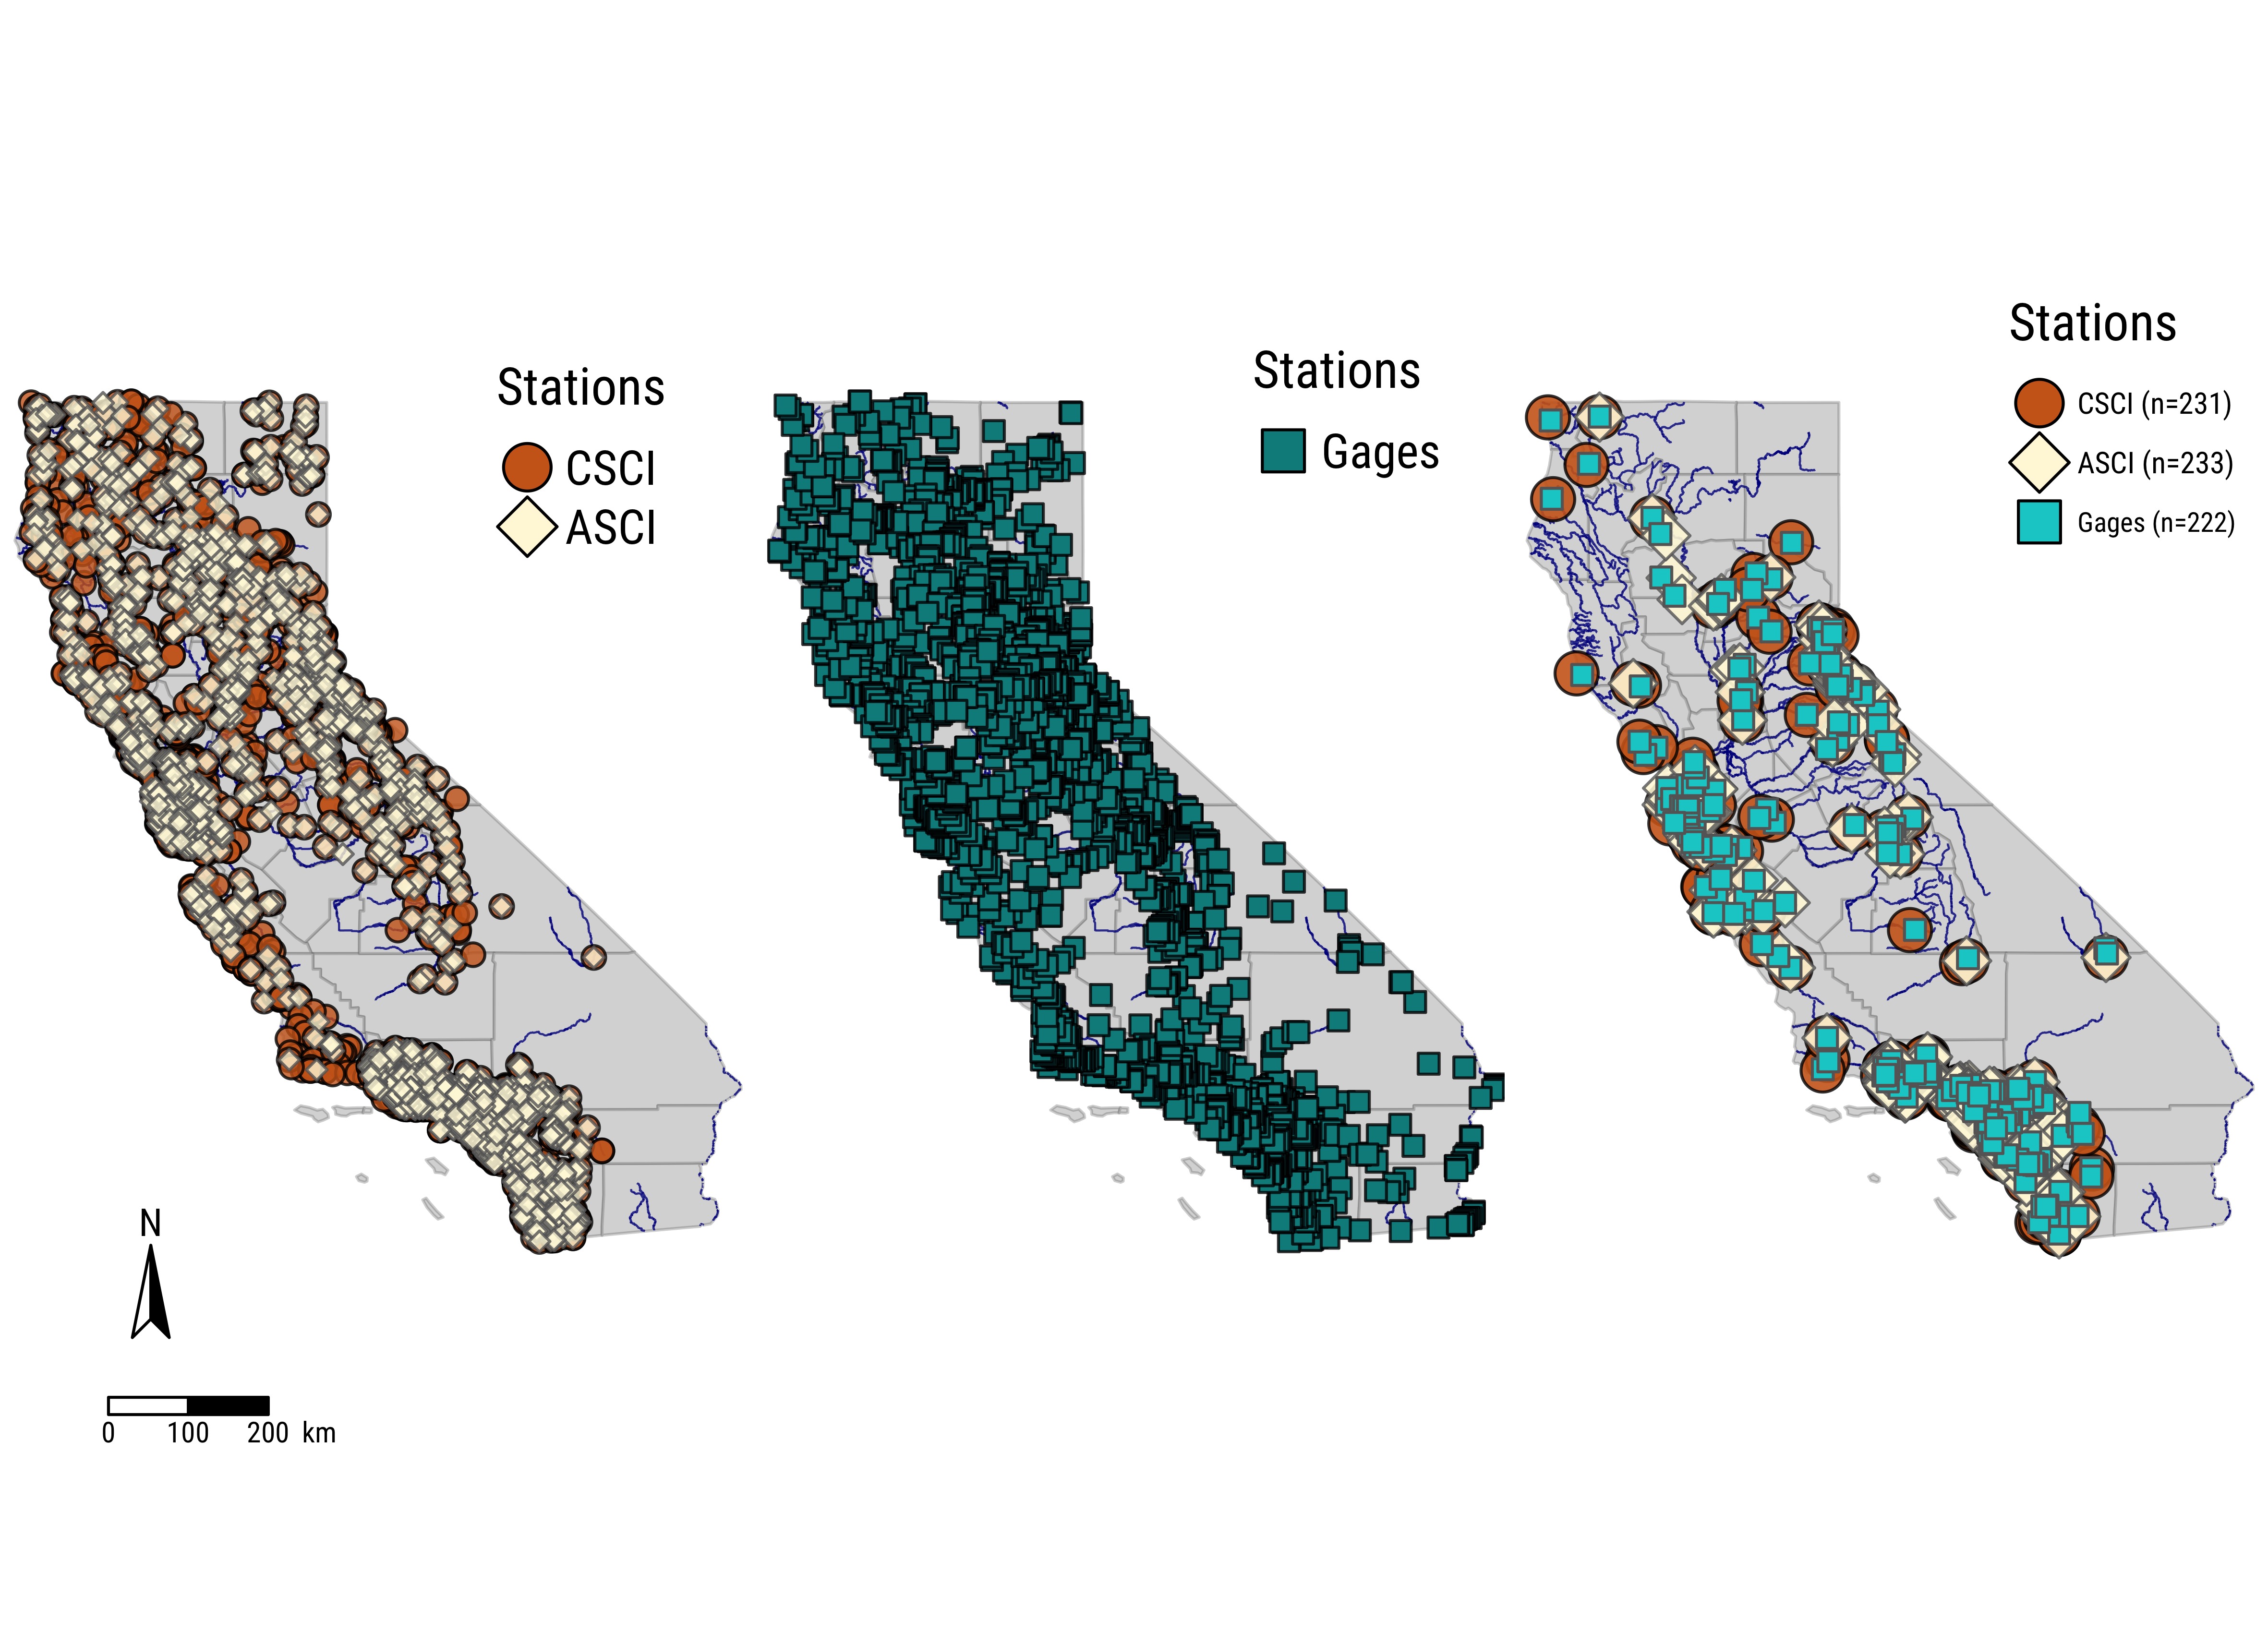 Stations
CSCI
ASCI
Stations
Gages
Stations
CSCI (n=231)
ASCI (n=233)
Gages (n=222)
N
0 100 200 km